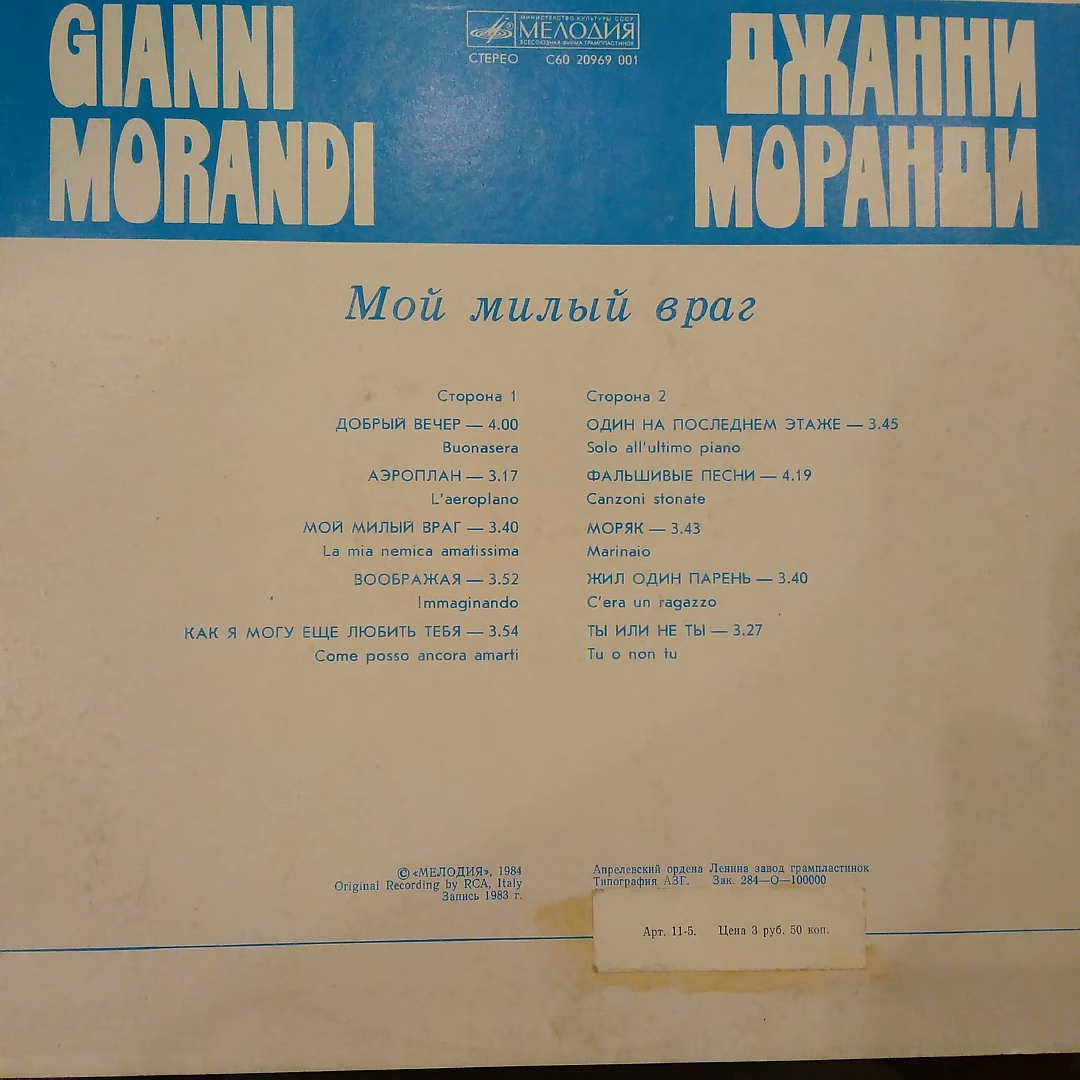 GIANNI
MORANDI
МИНИСТЕРСТВО КУЛЬТУРЫ СССР
МЕЛОДИЯ
ВСЕСОЮЗНАЯ ФИРМА ГРАМПЛАСТИНОК
СТЕРЕО С60 20969 001
ДЖАННИ
МОРАНДИ
Мой милый враг
Сторона 1
ДОБРЫЙ ВЕЧЕР — 4.00
Buonasera
АЭРОПЛАН — 3.17
L'aeroplano
МОЙ МИЛЫЙ ВРАГ — 3.40
La mia nemica amatissima
ВООБРАЖАЯ — 3.52
Immaginando
КАК Я МОГУ ЕЩЕ ЛЮБИТЬ ТЕБЯ — 3.54
Come posso ancora amarti
Сторона 2
ОДИН НА ПОСЛЕДНЕМ ЭТАЖЕ — 3.45
Solo all'ultimo piano
ФАЛЬШИВЫЕ ПЕСНИ — 4.19
Canzoni stonate
МОРЯК — 3.43
Marinaio
ЖИЛ ОДИН ПАРЕНЬ — 3.40
C'era un ragazzo
ТЫ ИЛИ НЕ ТЫ — 3.27
Tu o non tu
© «МЕЛОДИЯ», 1984
Original Recording by RCA, Italy
Запись 1983 г.
Апрелевский ордена Ленина завод грампластинок
Типография АЗГ. Зак. 284—О—100000
Арт. 11-5. Цена 3 руб. 50 коп.